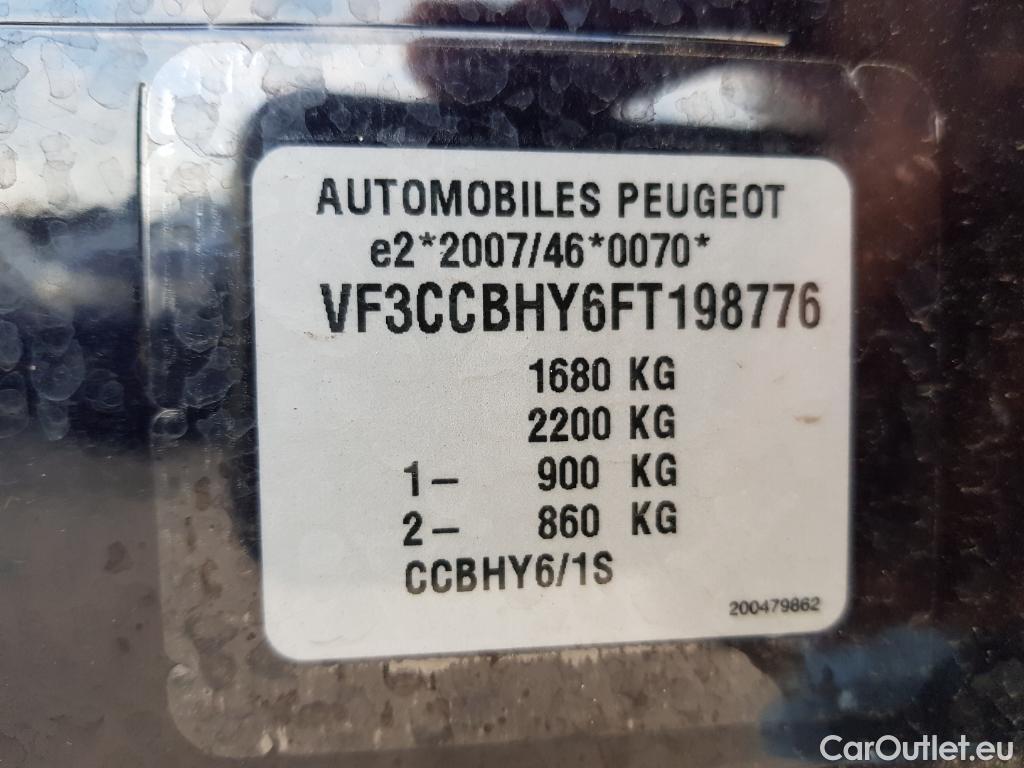 AUTOMOBILES PEUGEOT
e2*2007/46*0070*
VF3CCBHY6FT198776
1680 KG
2200 KG
1- 900 KG
2- 860 KG
CCBHY6/1S
200479862
CarOutlet.eu